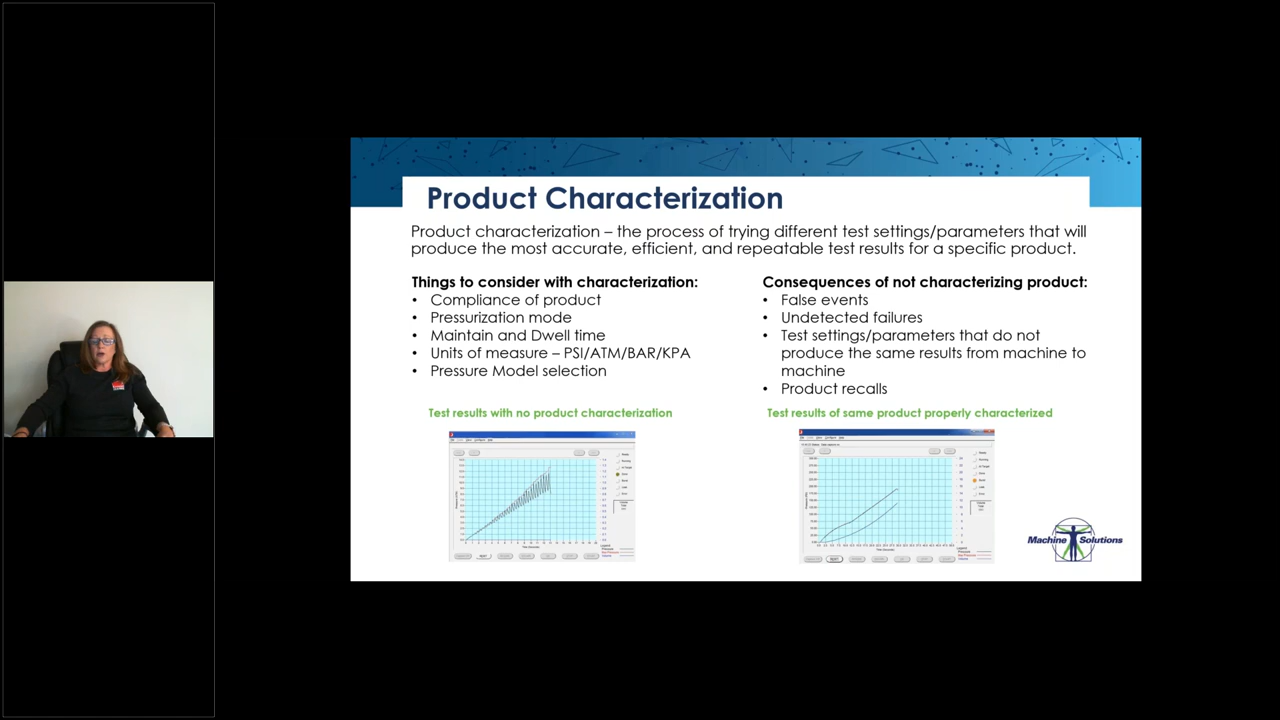 Product Characterization
Product characterization – the process of trying different test settings/parameters that will
produce the most accurate, efficient, and repeatable test results for a specific product.
Things to consider with characterization:
• Compliance of product
• Pressurization mode
• Maintain and Dwell time
• Units of measure – PSI/ATM/BAR/KPA
• Pressure Model selection
Test results with no product characterization
Consequences of not characterizing product:
• False events
• Undetected failures
• Test settings/parameters that do not
produce the same results from machine to
machine
• Product recalls
Test results of same product properly characterized
Machine Solutions